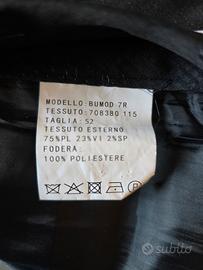 MODELLO: BUMOD 7R
TESSUTO: 708380 115
TAGLIA: 52
TESSUTO ESTERNO:
75%PL 23%VI 2%SP
FODERA:
100% POLIESTERE
subito